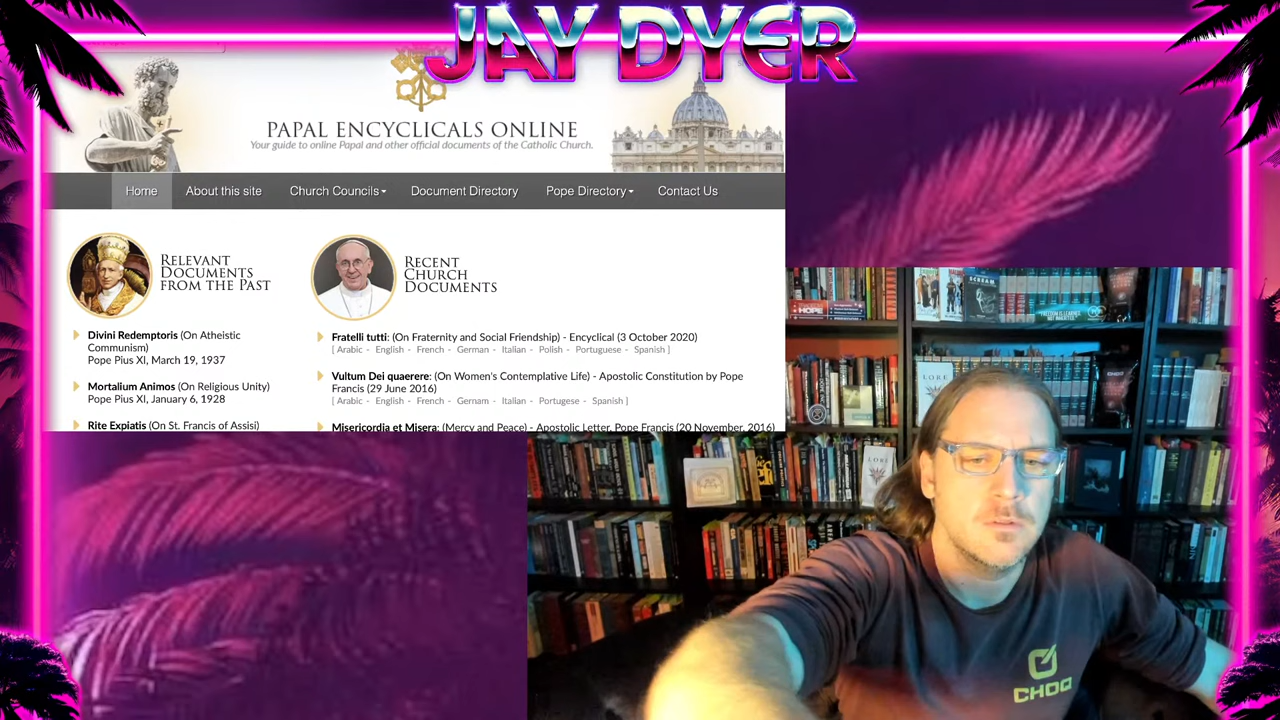 JAY DYER
PAPAL ENCYCLICALS ONLINE
Your guide to online Papal and other official documents of the Catholic Church.
Home About this site Church Councils Document Directory Pope Directory Contact Us
RELEVANT
DOCUMENTS
FROM THE PAST
Divini Redemptoris (On Atheistic
Communism)
Pope Pius XI, March 19, 1937
Mortalium Animos (On Religious Unity)
Pope Pius XI, January 6, 1928
Rite Expiatis (On St. Francis of Assisi)
RECENT
CHURCH
DOCUMENTS
Fratelli tutti: (On Fraternity and Social Friendship) - Encyclical (3 October 2020)
[ Arabic - English - French - German - Italian - Polish - Portuguese - Spanish ]
Vultum Dei quaerere: (On Women's Contemplative Life) - Apostolic Constitution by Pope
Francis (29 June 2016)
[ Arabic - English - French - Gernam - Italian - Portugese - Spanish ]
Misericordia et Misera: (Mercy and Peace) - Apostolic Letter, Pope Francis (20 November, 2016)
HOPE
SCREAM
LORE
LORE
CHOQ